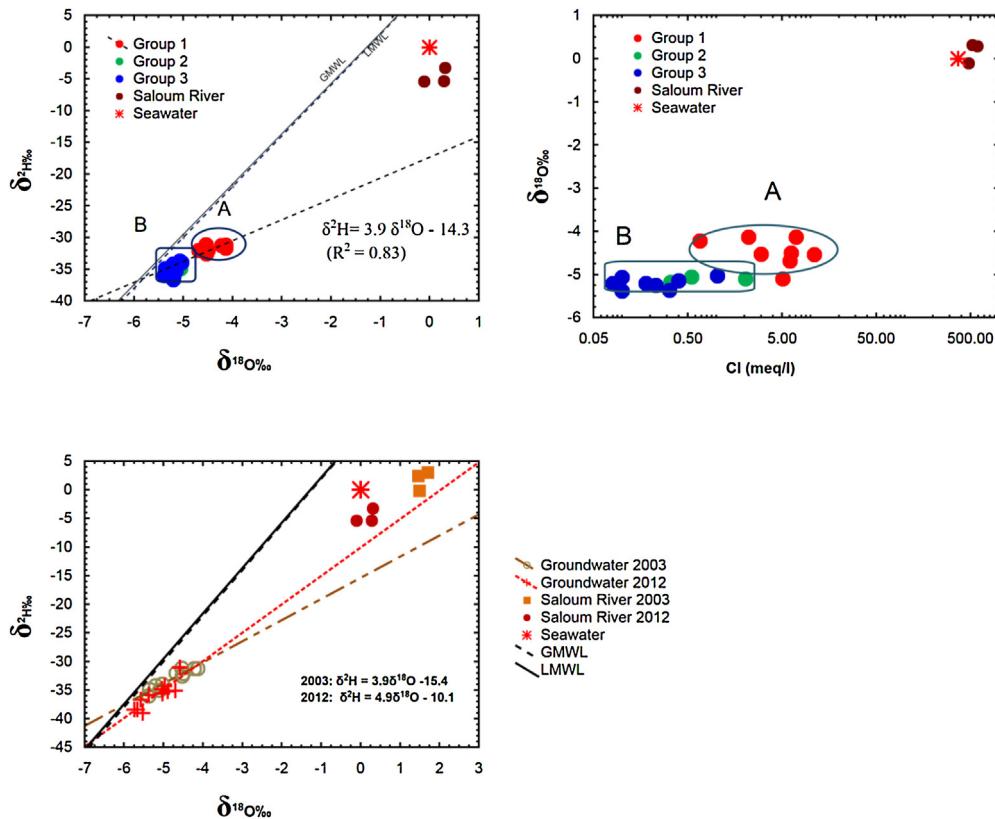 5
0
-5
-10
-15
-20
-25
-30
-35
-40
δ²H‰
Group 1
Group 2
Group 3
Saloum River
Seawater
GMWL
LMWL
B
A
δ²H= 3.9 δ¹⁸O - 14.3
(R² = 0.83)
-7 -6 -5 -4 -3 -2 -1 0 1
δ¹⁸O‰
1
0
-1
-2
-3
-4
-5
-6
δ¹⁸O‰
Group 1
Group 2
Group 3
Saloum River
Seawater
A
B
0.05 0.50 5.00 50.00 500.00
Cl (meq/l)
5
0
-5
-10
-15
-20
-25
-30
-35
-40
-45
δ²H‰
2003: δ²H = 3.9δ¹⁸O -15.4
2012: δ²H = 4.9δ¹⁸O - 10.1
-7 -6 -5 -4 -3 -2 -1 0 1 2 3
δ¹⁸O‰
Groundwater 2003
Groundwater 2012
Saloum River 2003
Saloum River 2012
Seawater
GMWL
LMWL